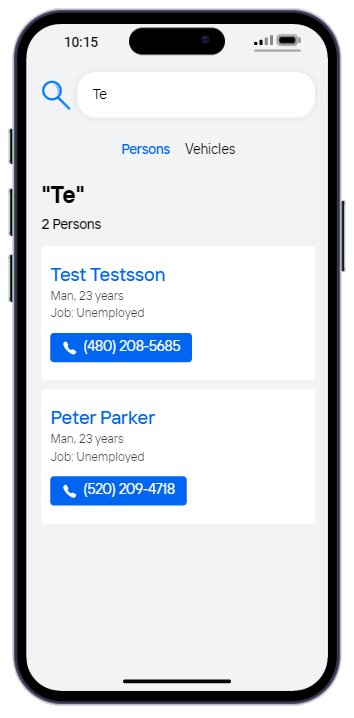 10:15
Te
Persons Vehicles
"Te"
2 Persons
Test Testsson
Man, 23 years
Job: Unemployed
(480) 208-5685
Peter Parker
Man, 23 years
Job: Unemployed
(520) 209-4718